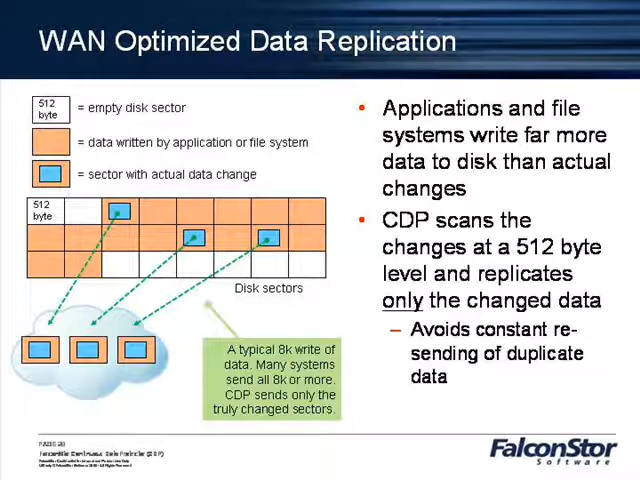 WAN Optimized Data Replication
512
byte
= empty disk sector
= data written by application or file system
= sector with actual data change
512
byte
Disk sectors
A typical 8k write of
data. Many systems
send all 8k or more.
CDP sends only the
truly changed sectors.
• Applications and file
systems write far more
data to disk than actual
changes
• CDP scans the
changes at a 512 byte
level and replicates
only the changed data
– Avoids constant re-
sending of duplicate
data
FalconStor
Software